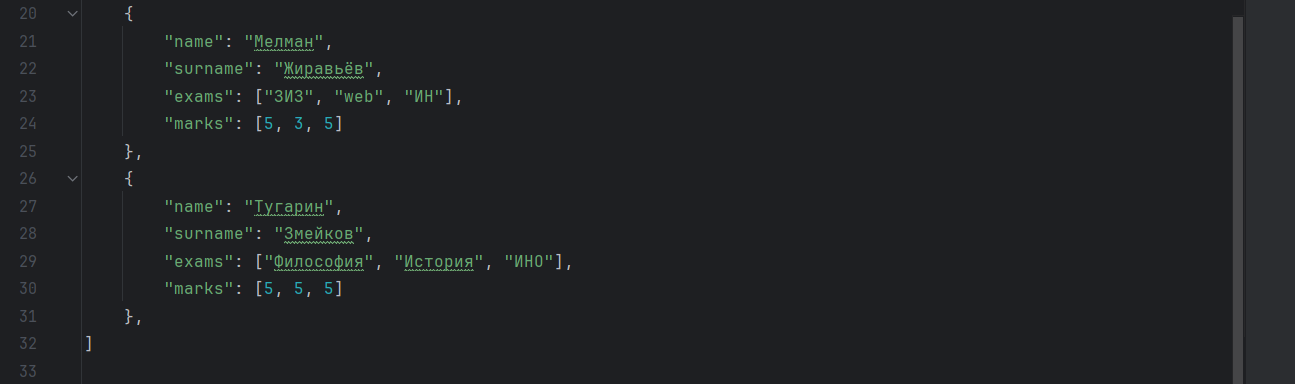 20 {
21 "name": "Мелман",
22 "surname": "Жиравьёв",
23 "exams": ["ЗИЗ", "web", "ИН"],
24 "marks": [5, 3, 5]
25 },
26 {
27 "name": "Тугарин",
28 "surname": "Змейков",
29 "exams": ["Философия", "История", "ИНО"],
30 "marks": [5, 5, 5]
31 },
32 ]
33